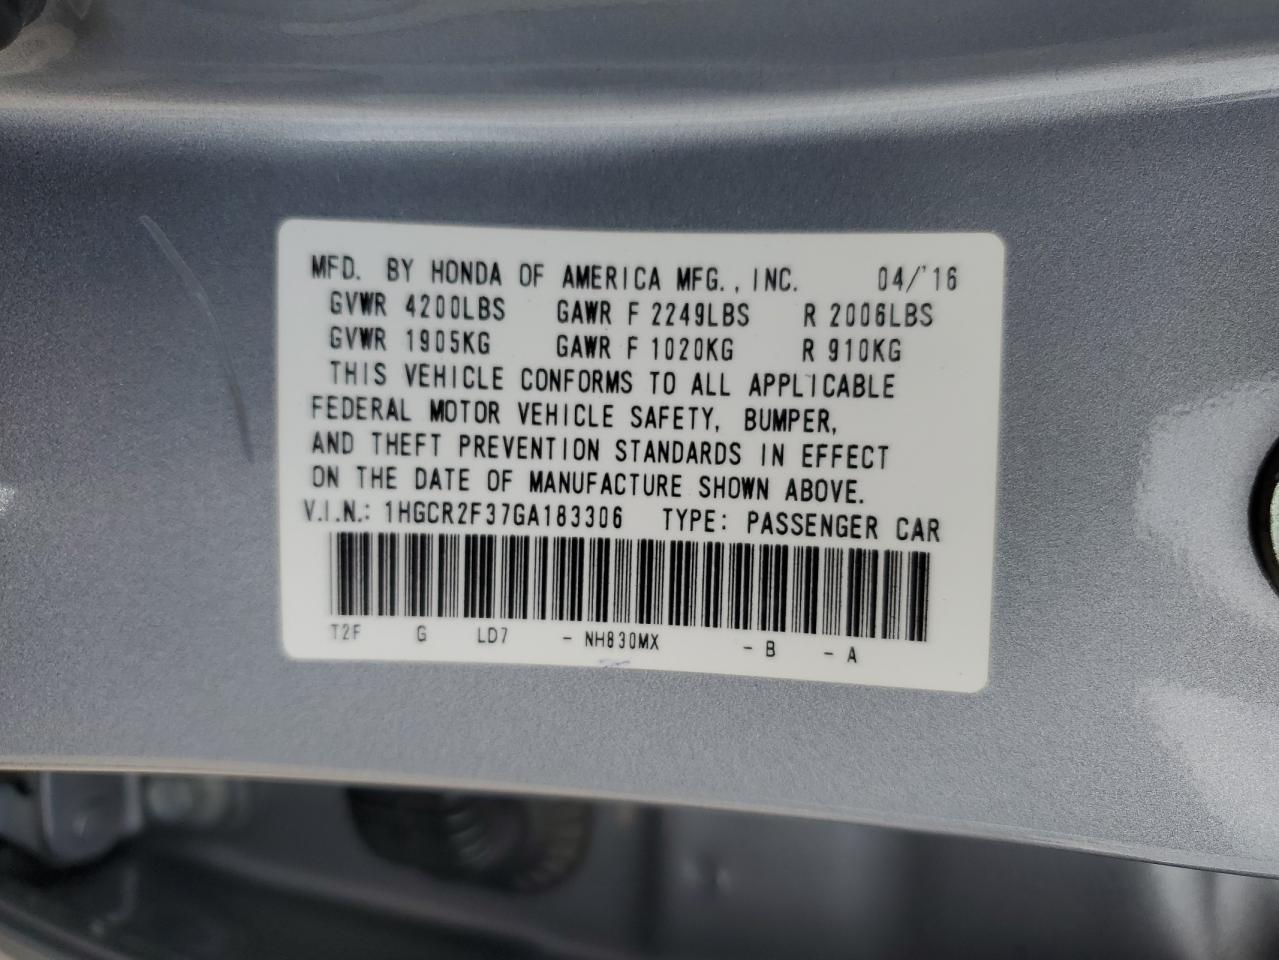 MFD. BY HONDA OF AMERICA MFG., INC. 04/'16
GVWR 4200LBS GAWR F 2249LBS R 2006LBS
GVWR 1905KG GAWR F 1020KG R 910KG
THIS VEHICLE CONFORMS TO ALL APPLICABLE
FEDERAL MOTOR VEHICLE SAFETY, BUMPER,
AND THEFT PREVENTION STANDARDS IN EFFECT
ON THE DATE OF MANUFACTURE SHOWN ABOVE.
V.I.N.: 1HGCR2F37GA183306 TYPE: PASSENGER CAR
T2F G LD7 - NH830MX - B - A